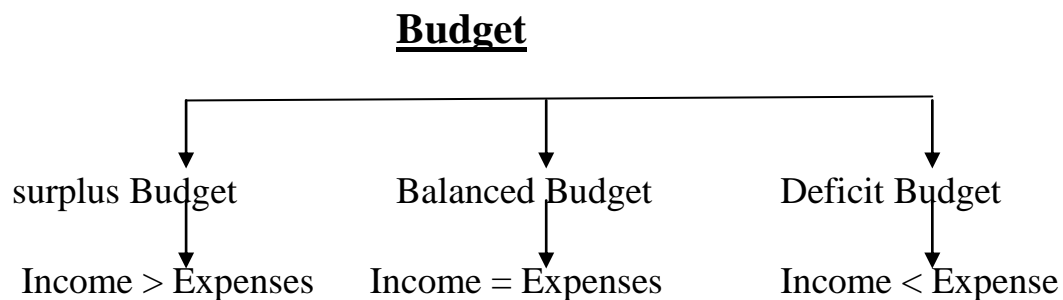 Budget
surplus Budget Balanced Budget Deficit Budget
Income > Expenses Income = Expenses Income < Expense